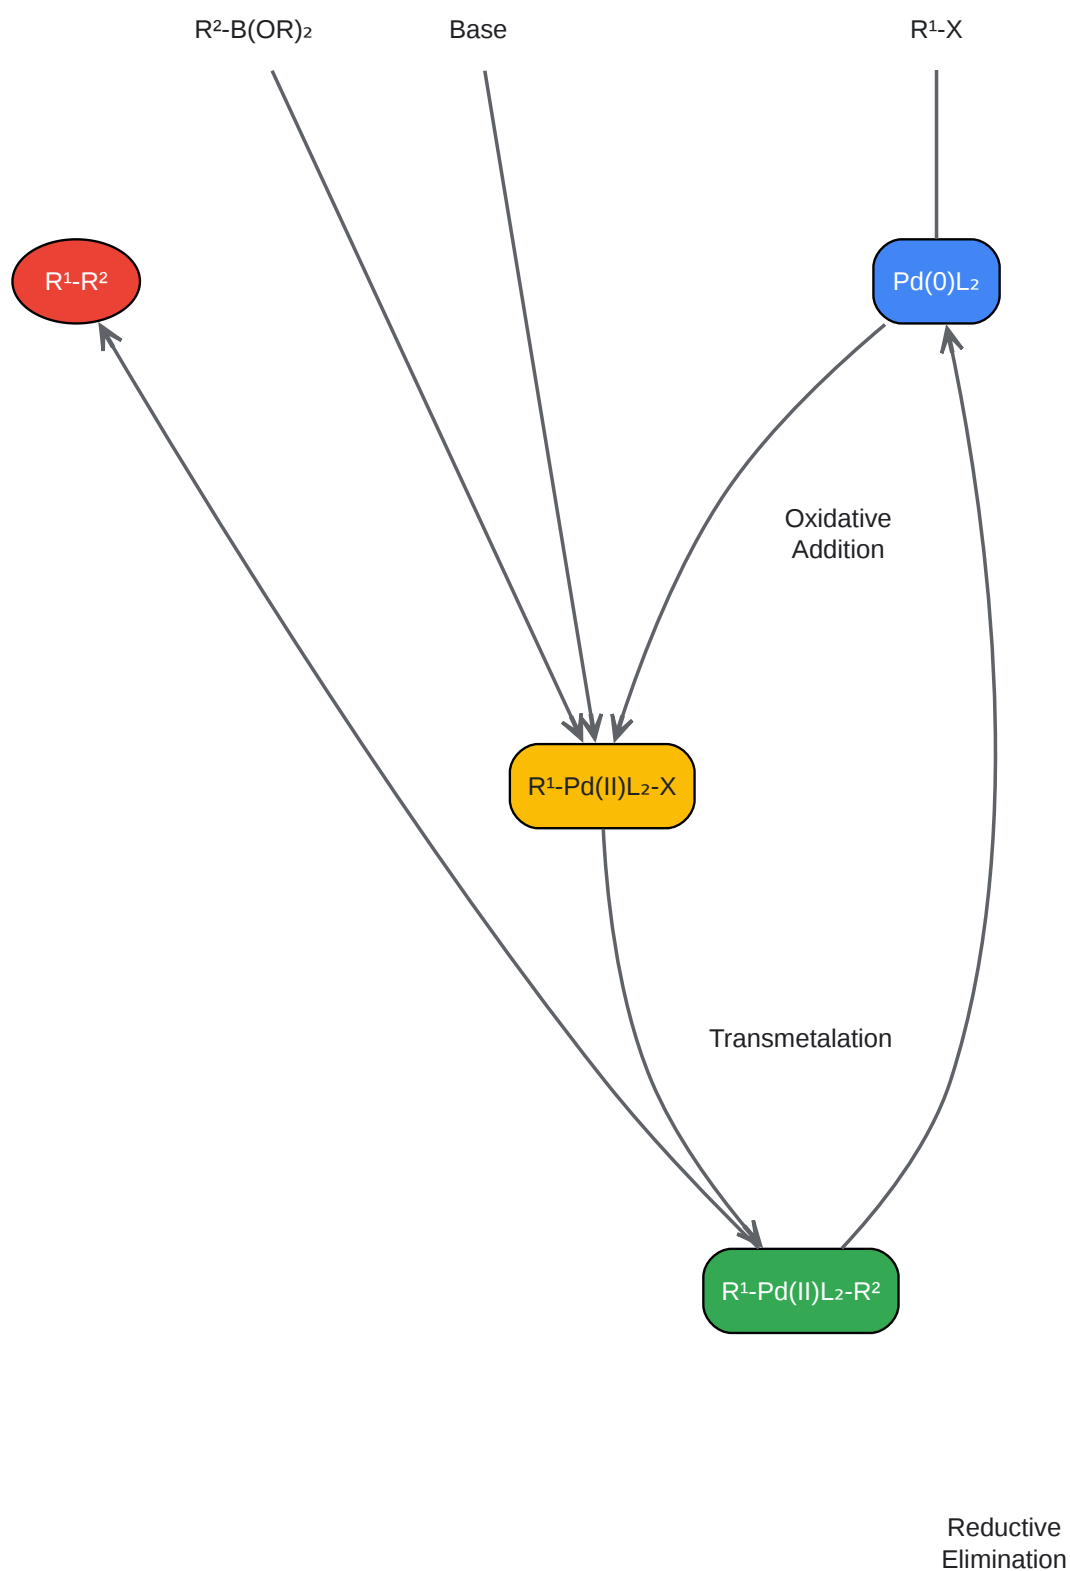 R²-B(OR)₂
Base
R¹-X
R¹-R²
Pd(0)L₂
Oxidative
Addition
R¹-Pd(II)L₂-X
Transmetalation
R¹-Pd(II)L₂-R²
Reductive
Elimination